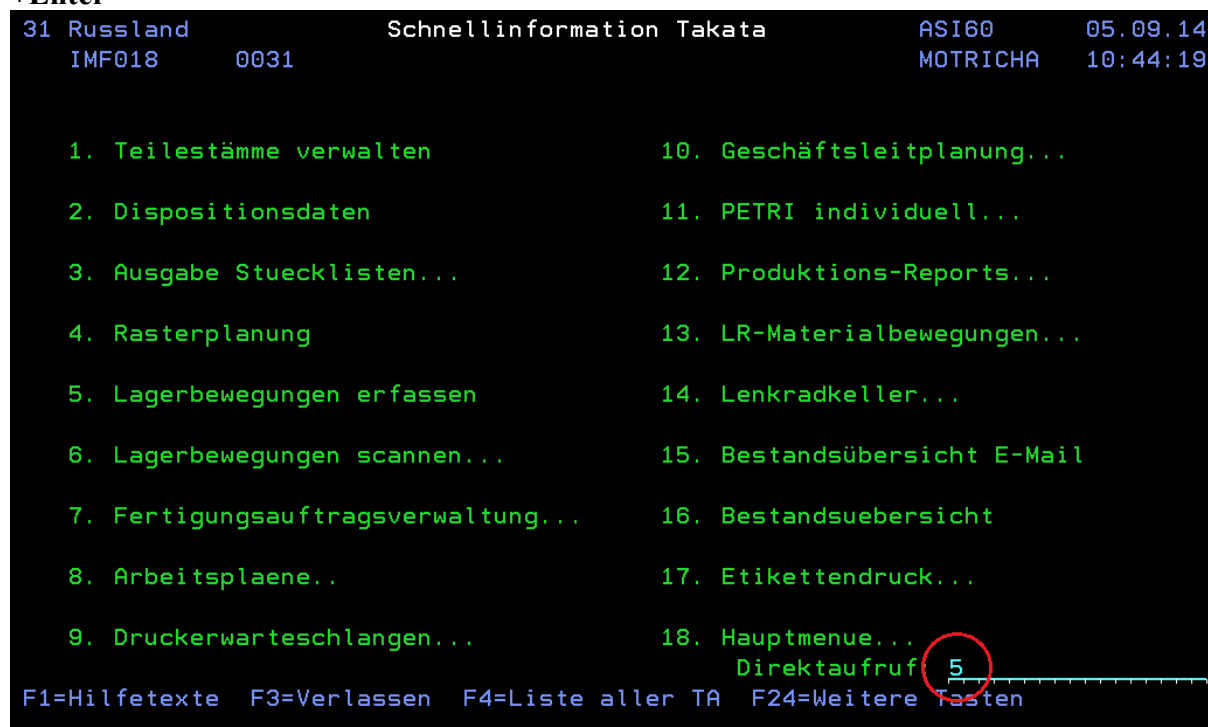 +Enter
31 Russland Schnellinformation Takata ASI60 05.09.14
IMF018 0031 MOTRICHA 10:44:19
1. Teilestämme verwalten 10. Geschäftsleitplanung...
2. Dispositionsdaten 11. PETRI individuell...
3. Ausgabe Stuecklisten... 12. Produktions-Reports...
4. Rasterplanung 13. LR-Materialbewegungen...
5. Lagerbewegungen erfassen 14. Lenkradkeller...
6. Lagerbewegungen scannen... 15. Bestandsübersicht E-Mail
7. Fertigungsauftragsverwaltung... 16. Bestandsuebersicht
8. Arbeitsplaene.. 17. Etikettendruck...
9. Druckerwarteschlangen... 18. Hauptmenue...
Direktaufruf: 5
F1=Hilfetexte F3=Verlassen F4=Liste aller TA F24=Weitere Tasten